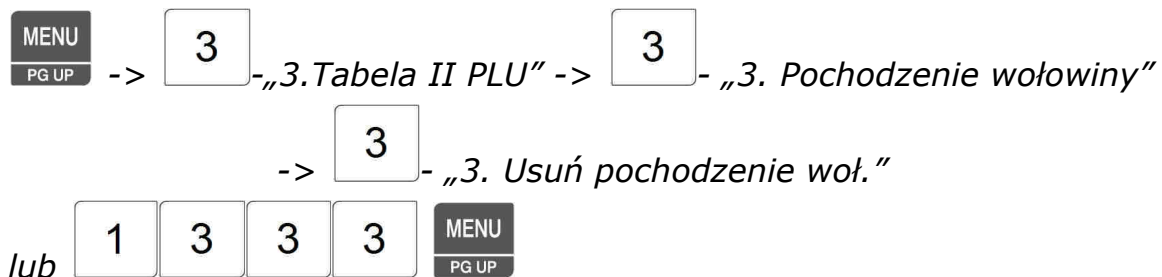 MENU
PG UP -> 3 -„3.Tabela II PLU” -> 3 - „3. Pochodzenie wołowiny”
-> 3 - „3. Usuń pochodzenie woł.”
lub 1 3 3 3 MENU
PG UP